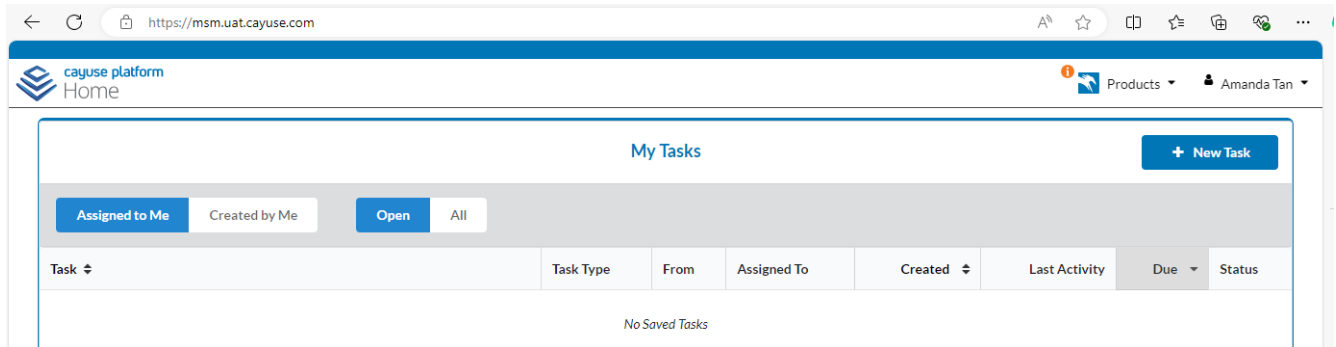 https://msm.uat.cayuse.com
cayuse platform
Home
Products
Amanda Tan
My Tasks
+ New Task
Assigned to Me Created by Me Open All
Task Task Type From Assigned To Created Last Activity Due Status
No Saved Tasks